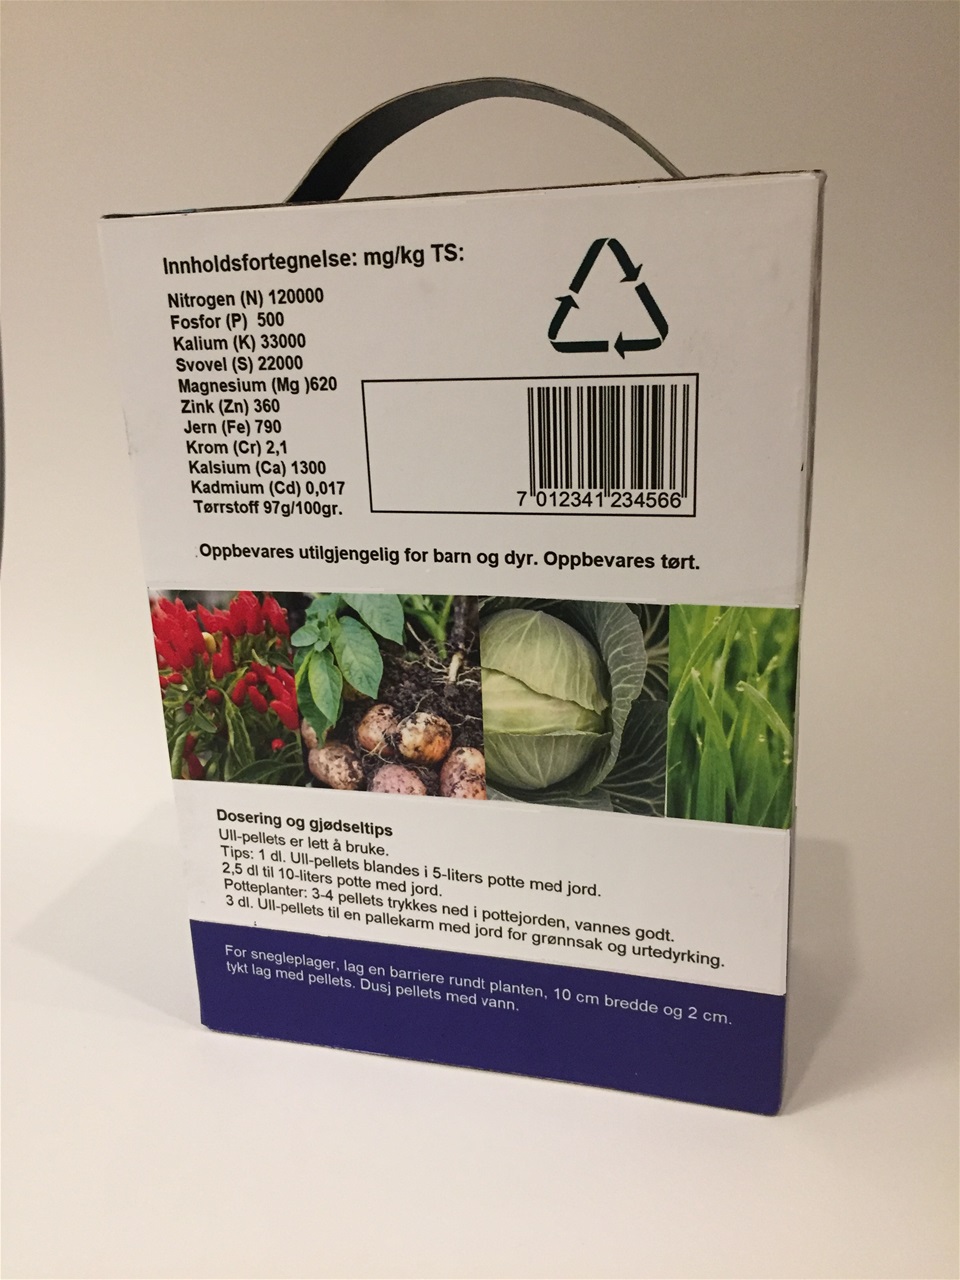 Innholdsfortegnelse: mg/kg TS:
Nitrogen (N) 120000
Fosfor (P)  500
Kalium (K) 33000
Svovel (S) 22000
Magnesium (Mg )620
Zink (Zn) 360
Jern (Fe) 790
Krom (Cr) 2,1
Kalsium (Ca) 1300
Kadmium (Cd) 0,017
Tørrstoff 97g/100gr.
7 012341 234566
Oppbevares utilgjengelig for barn og dyr. Oppbevares tørt.
Dosering og gjødseltips
Ull-pellets er lett å bruke.
Tips: 1 dl. Ull-pellets blandes i 5-liters potte med jord.
2,5 dl til 10-liters potte med jord.
Potteplanter: 3-4 pellets trykkes ned i pottejorden, vannes godt.
3 dl. Ull-pellets til en pallekarm med jord for grønnsak og urtedyrking.
For snegleplager, lag en barriere rundt planten, 10 cm bredde og 2 cm.
tykt lag med pellets. Dusj pellets med vann.